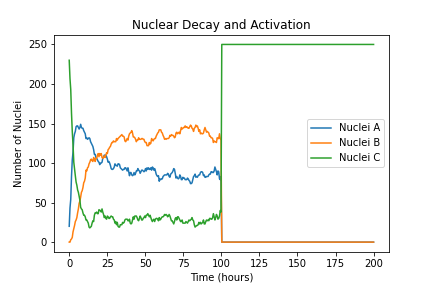 Nuclear Decay and Activation
Number of Nuclei
250
200
150
100
50
0
Nuclei A
Nuclei B
Nuclei C
0 25 50 75 100 125 150 175 200
Time (hours)